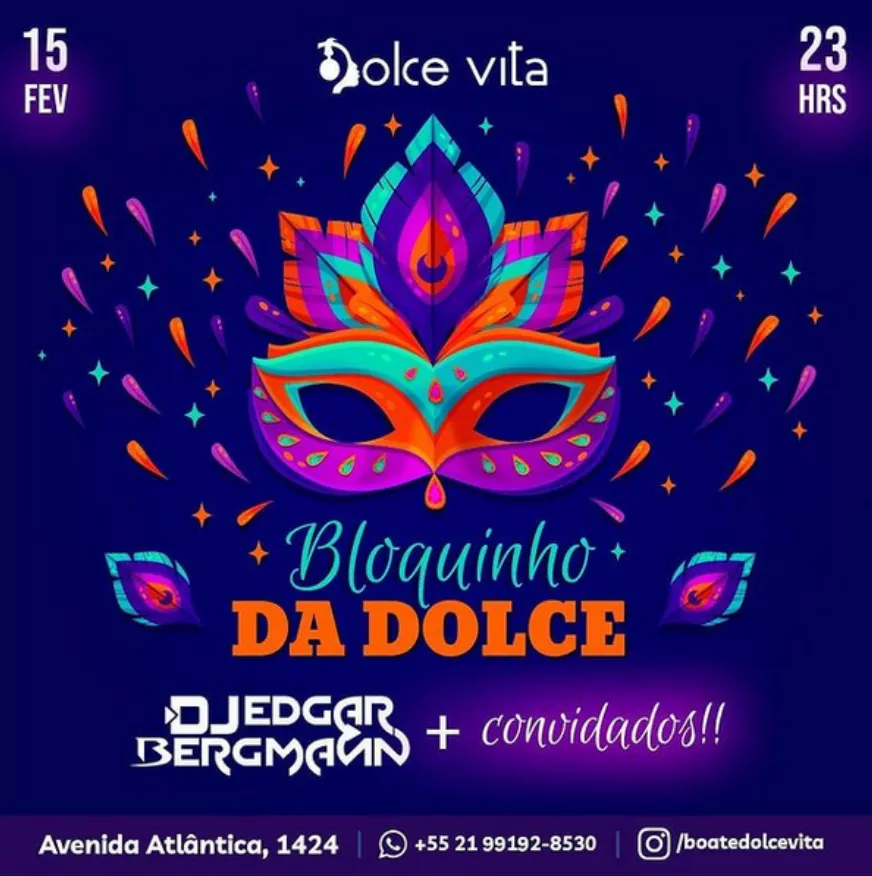 15
FEV
Dolce vita
23
HRS
Bloquinho
DA DOLCE
DJ EDGAR
BERGMANN
+ convidados!!
Avenida Atlântica, 1424 | +55 21 99192-8530 | /boatedolcevita